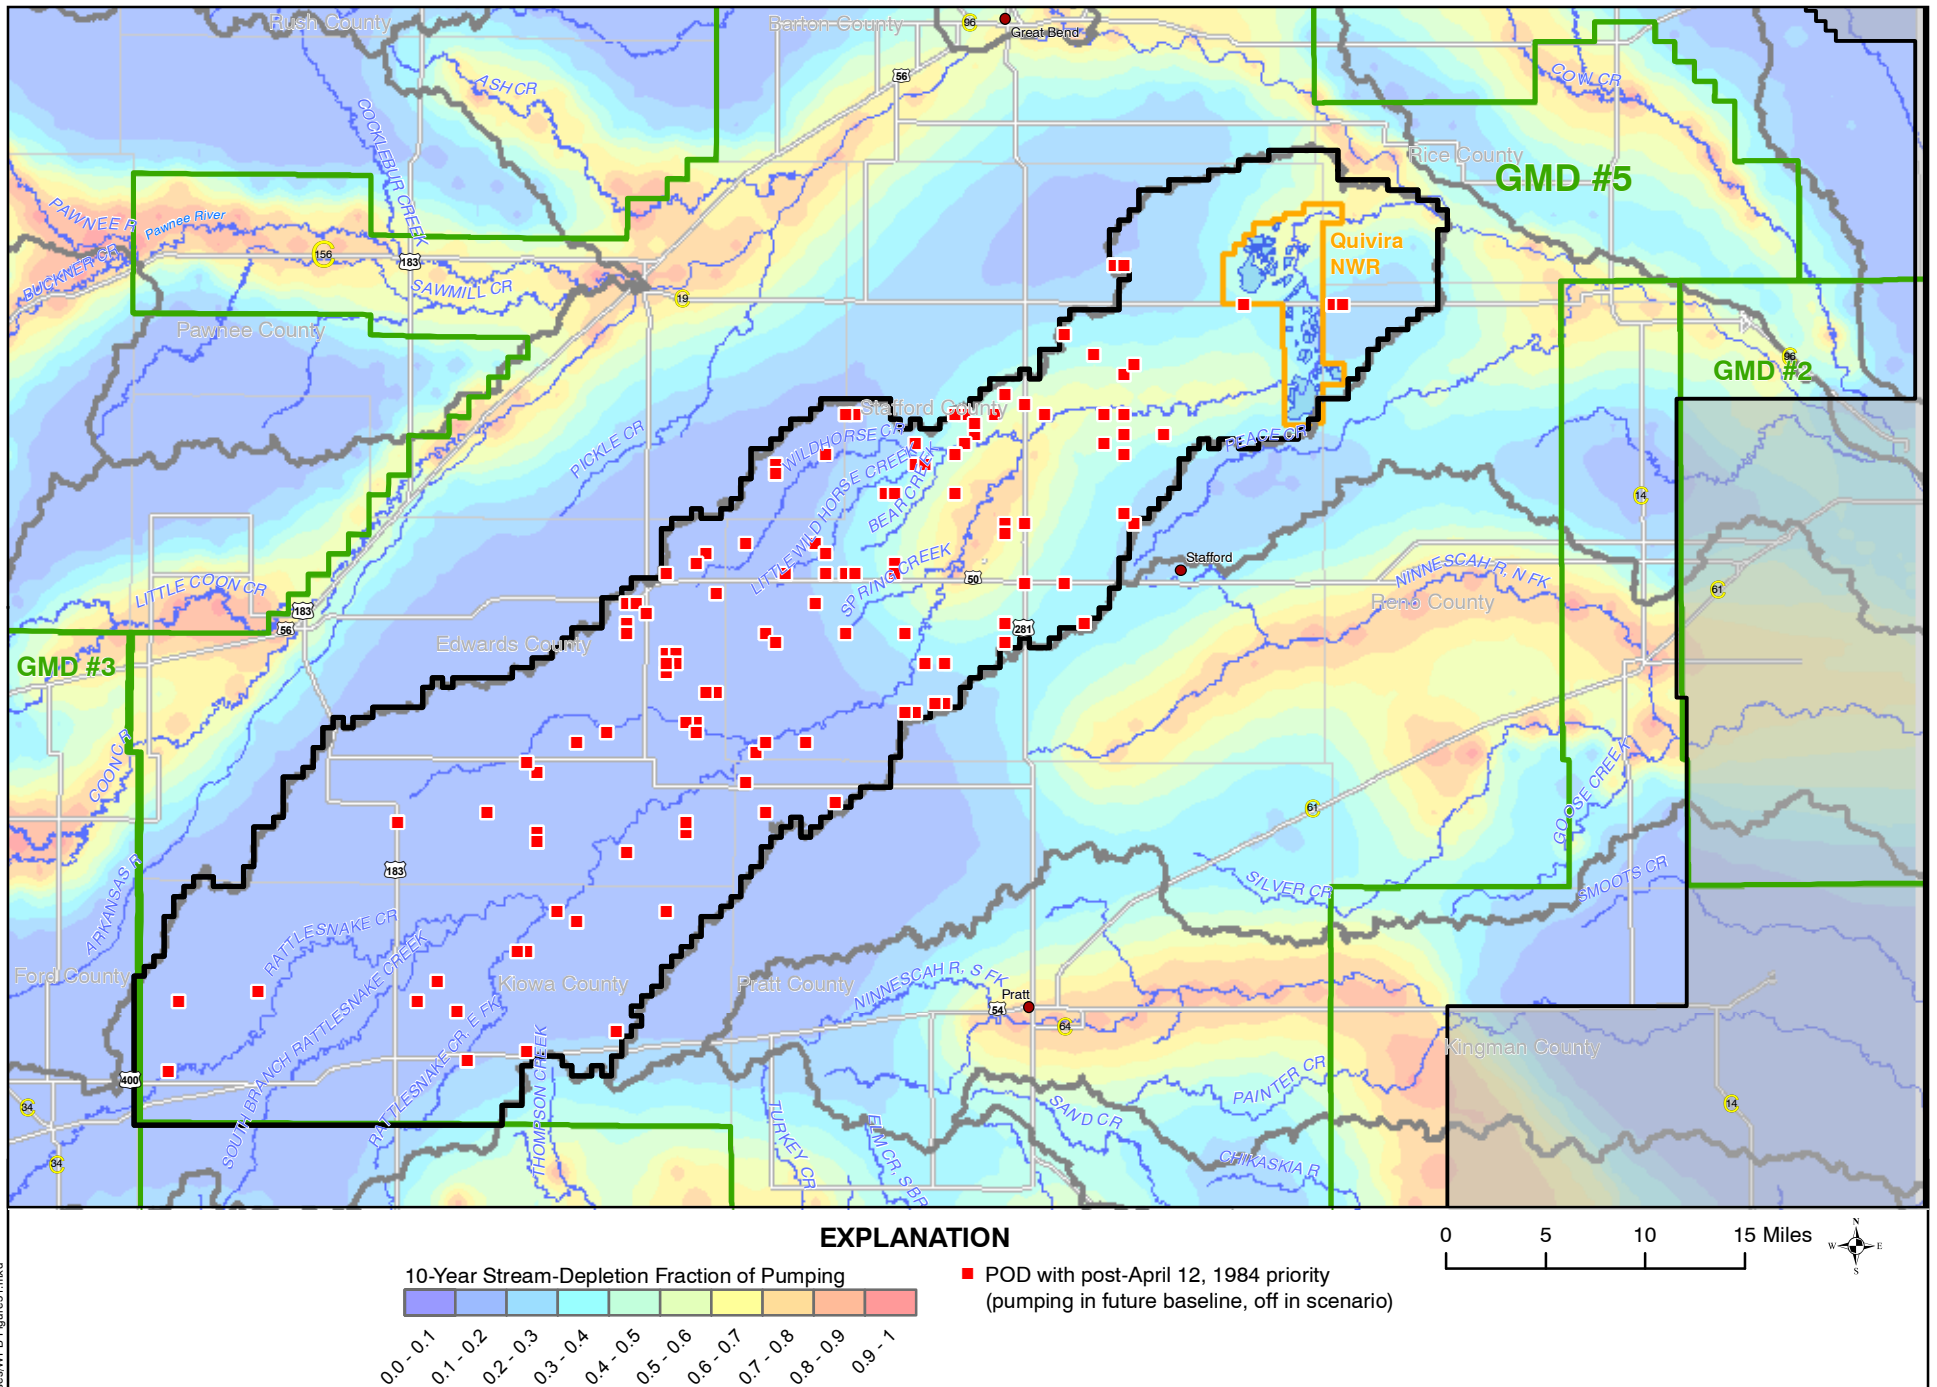 Rush County
Barton County
96
Great Bend
56
ASH CR
COW CR
COCKLEBUR CREEK
Rice County
GMD #5
PAWNEE R
Pawnee River
156
183
BUCKNER CR
SAWMILL CR
19
Quivira
NWR
Pawnee County
96
GMD #2
Stafford County
WILDHORSE CR
PICKLE CR
PEACE CR
LITTLE WILD HORSE CREEK
BEAR CREEK
14
Stafford
NINNESCAH R, N FK
61
Reno County
50
SPRING CREEK
LITTLE COON CR
183
56
281
Edwards County
GMD #3
COON CR
GOOSE CREEK
61
183
SILVER CR
SMOOTS CR
ARKANSAS R
RATTLESNAKE CR
Ford County
SOUTH BRANCH RATTLESNAKE CREEK
Kiowa County
Pratt County
NINNESCAH R, S FK
Pratt
54
64
Kingman County
RATTLESNAKE CR, E FK
THOMPSON CREEK
400
34
PAINTER CR
SAND CR
14
TURKEY CR
ELM CR, S BR
CHIKASKIA R
34
EXPLANATION
10-Year Stream-Depletion Fraction of Pumping
0.0 - 0.1
0.1 - 0.2
0.2 - 0.3
0.3 - 0.4
0.4 - 0.5
0.5 - 0.6
0.6 - 0.7
0.7 - 0.8
0.8 - 0.9
0.9 - 1
POD with post-April 12, 1984 priority
(pumping in future baseline, off in scenario)
0 5 10 15 Miles
N
W E
S